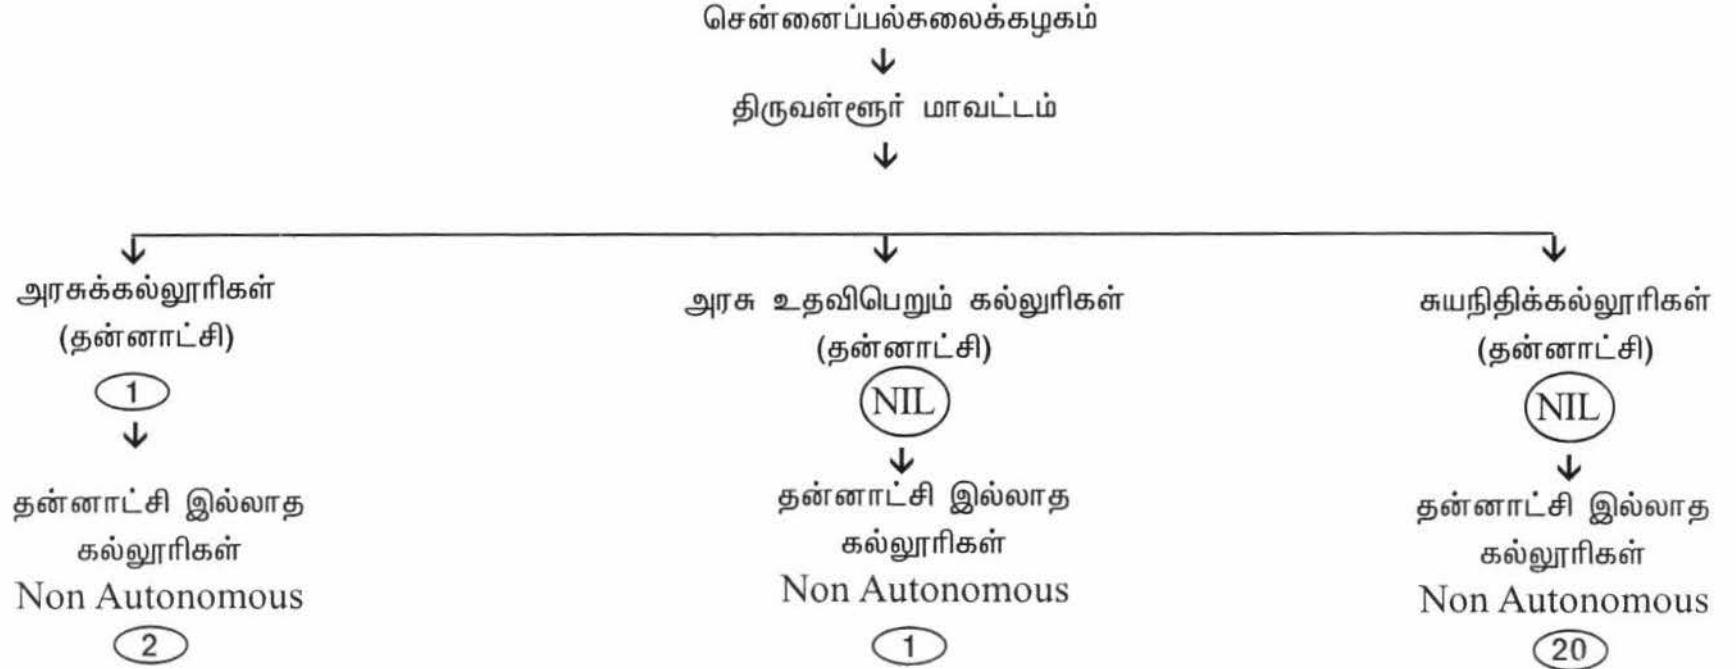 சென்னைப்பல்கலைக்கழகம்
திருவள்ளூர் மாவட்டம்
அரசுக்கல்லூரிகள்
(தன்னாட்சி)
1
தன்னாட்சி இல்லாத
கல்லூரிகள்
Non Autonomous
2
அரசு உதவிபெறும் கல்லுரிகள்
(தன்னாட்சி)
NIL
தன்னாட்சி இல்லாத
கல்லூரிகள்
Non Autonomous
1
சுயநிதிக்கல்லூரிகள்
(தன்னாட்சி)
NIL
தன்னாட்சி இல்லாத
கல்லூரிகள்
Non Autonomous
20